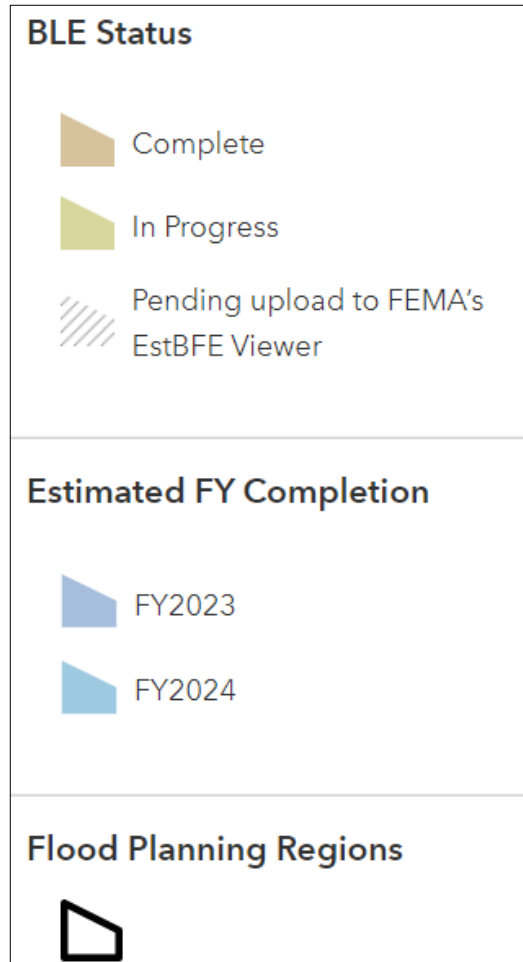 BLE Status
Complete
In Progress
Pending upload to FEMA's
EstBFE Viewer
Estimated FY Completion
FY2023
FY2024
Flood Planning Regions